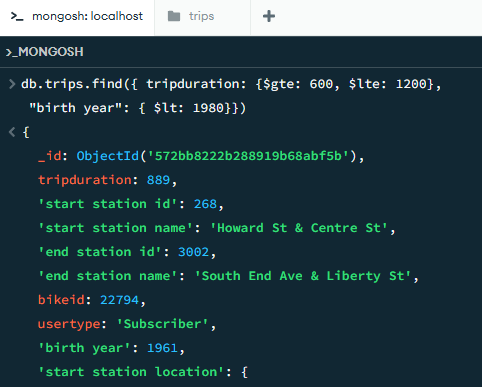 >_ mongosh: localhost trips +
>_MONGOSH
> db.trips.find({ tripduration: {$gte: 600, $lte: 1200},
"birth year": { $lt: 1980}})
< {
_id: ObjectId('572bb8222b288919b68abf5b'),
tripduration: 889,
'start station id': 268,
'start station name': 'Howard St & Centre St',
'end station id': 3002,
'end station name': 'South End Ave & Liberty St',
bikeid: 22794,
usertype: 'Subscriber',
'birth year': 1961,
'start station location': {